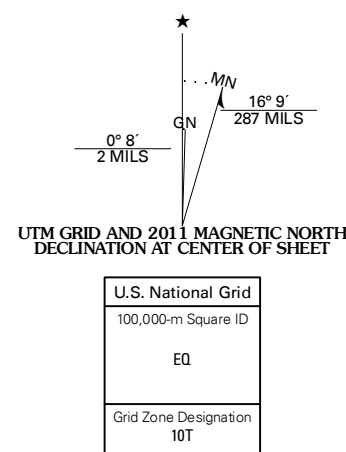 ★
MN
GN
16° 9´
287 MILS
0° 8´
2 MILS
UTM GRID AND 2011 MAGNETIC NORTH
DECLINATION AT CENTER OF SHEET
U.S. National Grid
100,000-m Square ID
EQ
Grid Zone Designation
10T